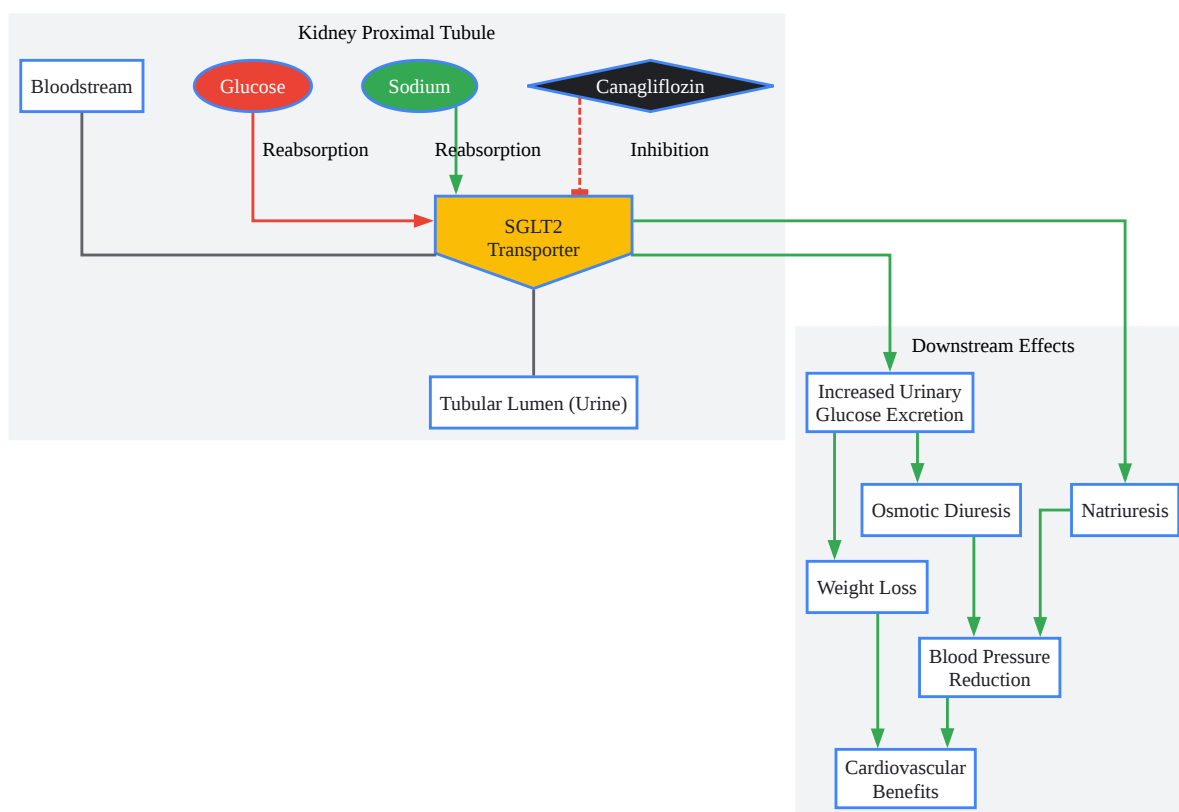 Kidney Proximal Tubule
Bloodstream
Glucose
Sodium
Canagliflozin
Reabsorption
Reabsorption
Inhibition
SGLT2
Transporter
Tubular Lumen (Urine)
Downstream Effects
Increased Urinary
Glucose Excretion
Osmotic Diuresis
Natriuresis
Weight Loss
Blood Pressure
Reduction
Cardiovascular
Benefits